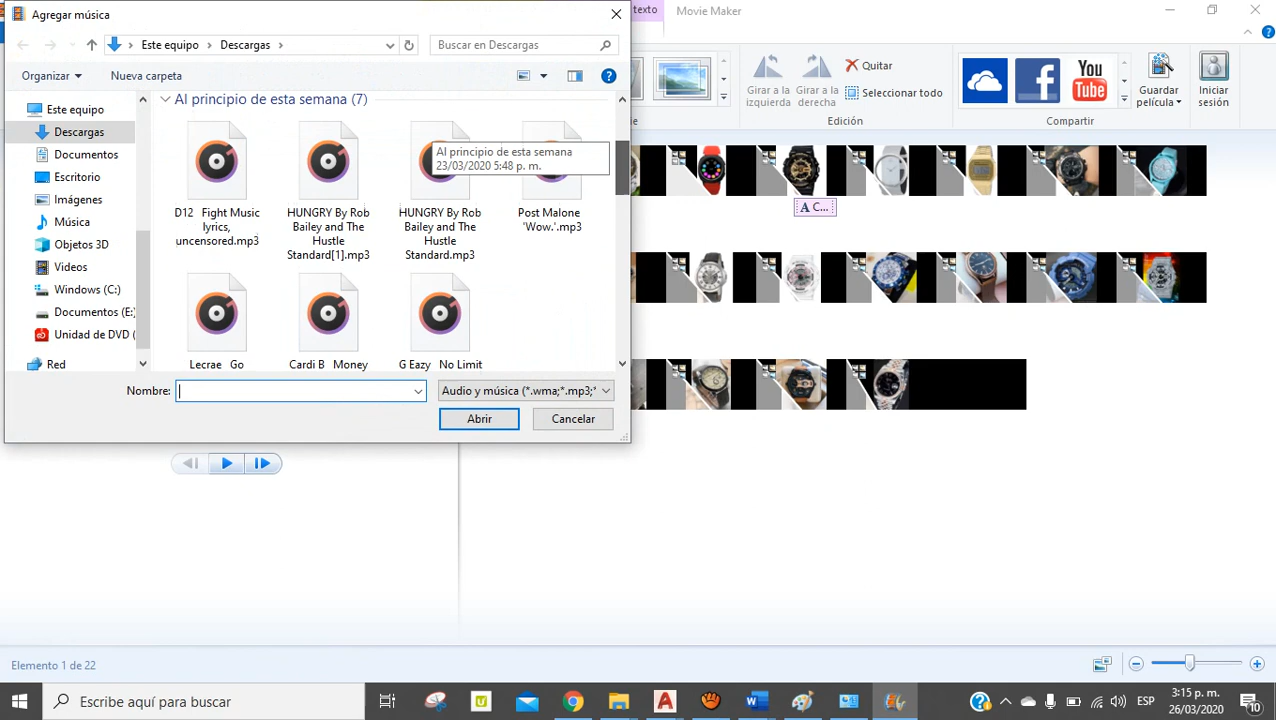 Agregar música
texto
Movie Maker
Este equipo
Descargas
Buscar en Descargas
Organizar
Nueva carpeta
Quitar
Seleccionar todo
Girar a la izquierda
Girar a la derecha
Edición
You Tube
Compartir
Guardar película
Iniciar sesión
Este equipo
Descargas
Documentos
Escritorio
Imágenes
Música
Objetos 3D
Videos
Windows (C:)
Documentos (E:
Unidad de DVD (
Red
Al principio de esta semana (7)
Al principio de esta semana
23/03/2020 5:48 p. m.
D12 Fight Music
lyrics,
uncensored.mp3
HUNGRY By Rob
Bailey and The
Hustle
Standard[1].mp3
HUNGRY By Rob
Bailey and The
Hustle
Standard.mp3
Post Malone
'Wow.'.mp3
Lecrae Go
Cardi B Money
G Eazy No Limit
Nombre:
Audio y música (*.wma;*.mp3;*
Abrir
Cancelar
A C...
Elemento 1 de 22
Escribe aquí para buscar
ESP
3:15 p. m.
26/03/2020
10